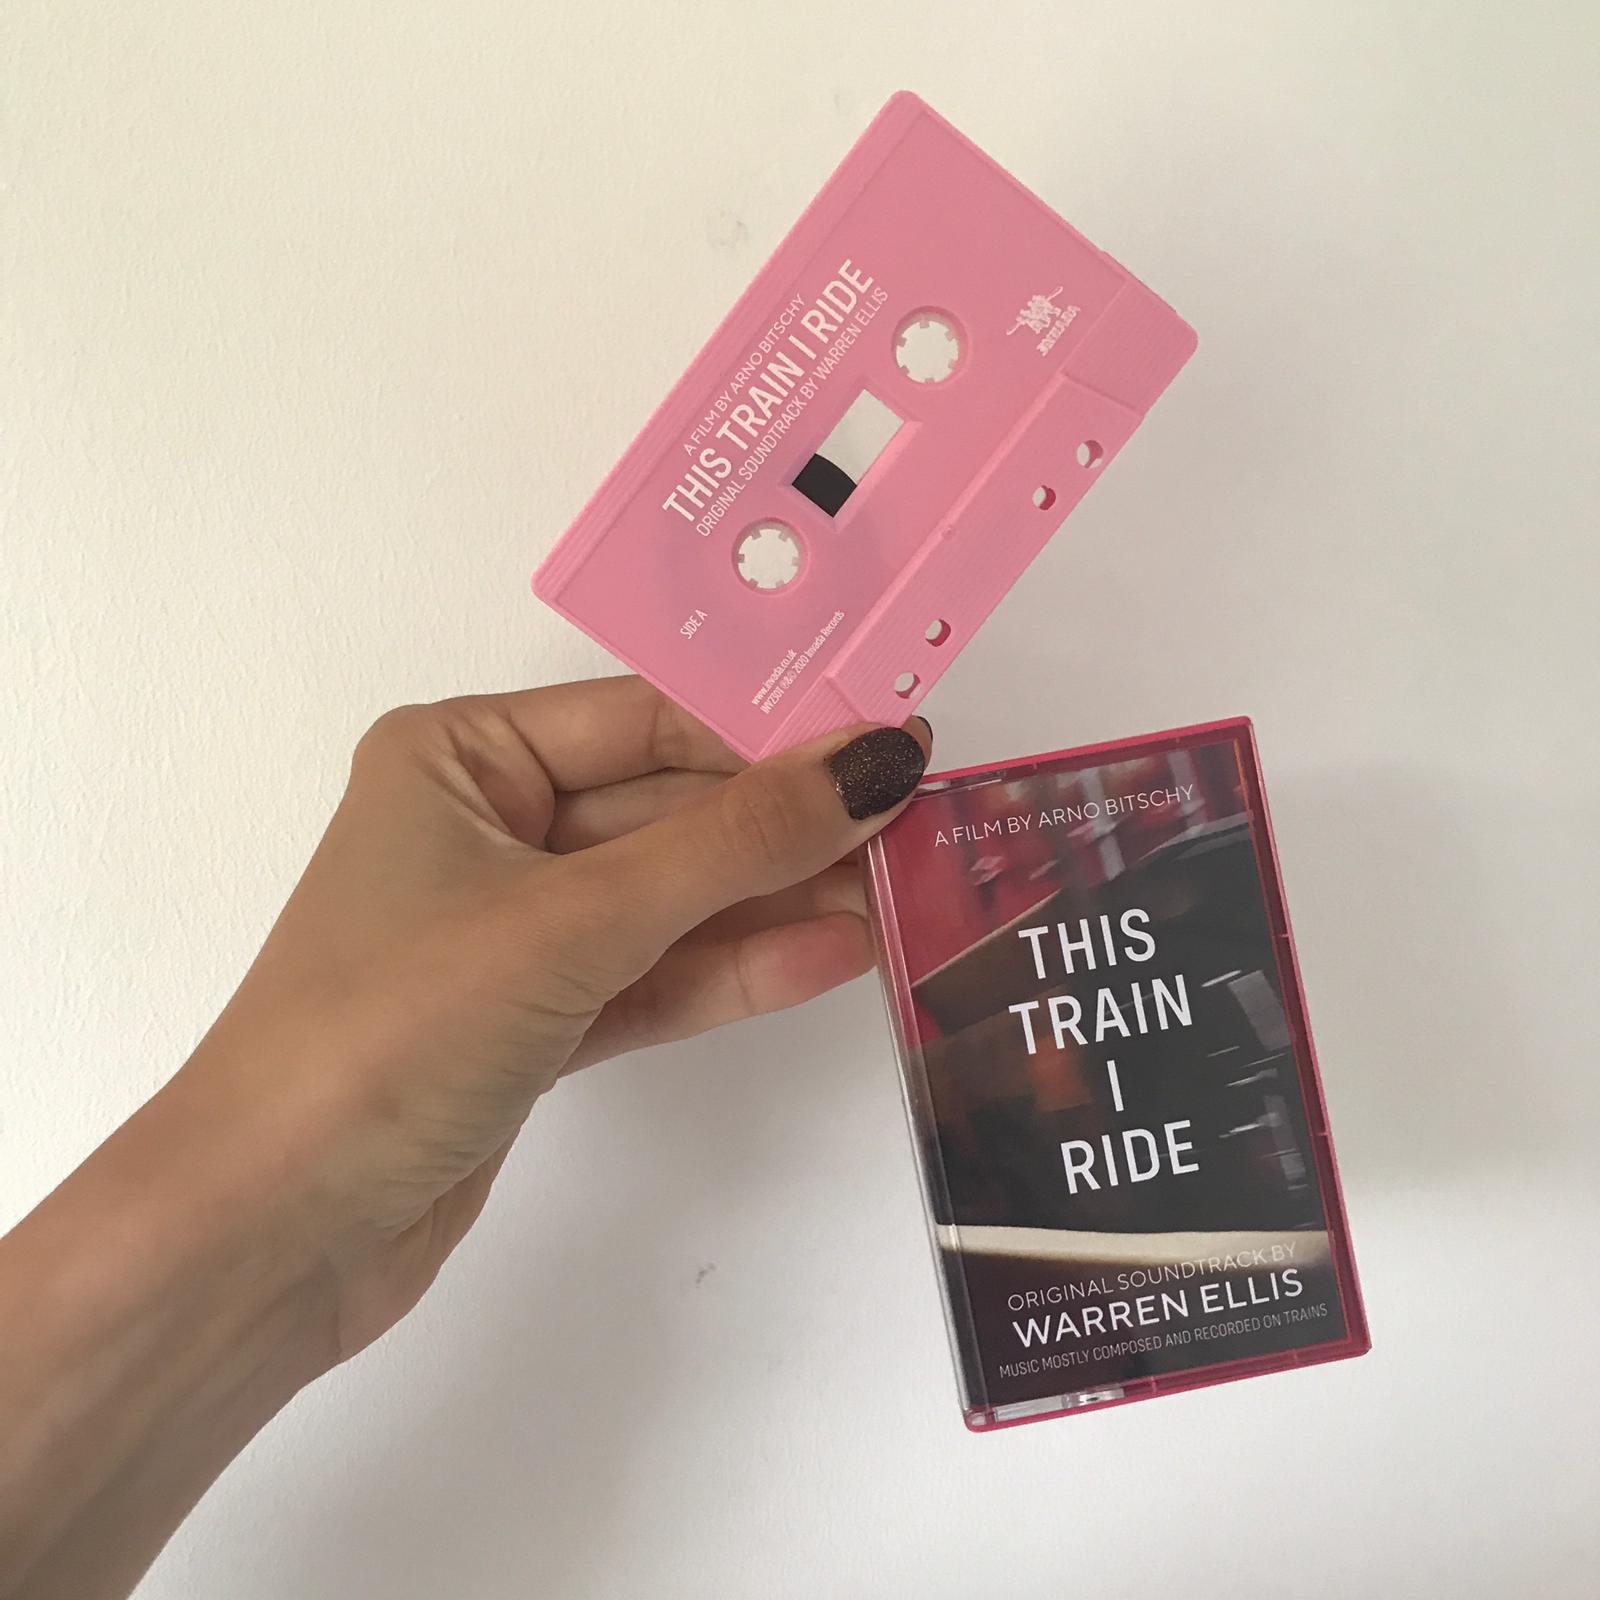 A FILM BY ARNO BITSCHY
THIS TRAIN I RIDE
ORIGINAL SOUNDTRACK BY WARREN ELLIS
INVADA
SIDE A
www.invada.co.uk
INV230T ℗&© 2020 Invada Records
A FILM BY ARNO BITSCHY
THIS
TRAIN
I
RIDE
ORIGINAL SOUNDTRACK BY
WARREN ELLIS
MUSIC MOSTLY COMPOSED AND RECORDED ON TRAINS